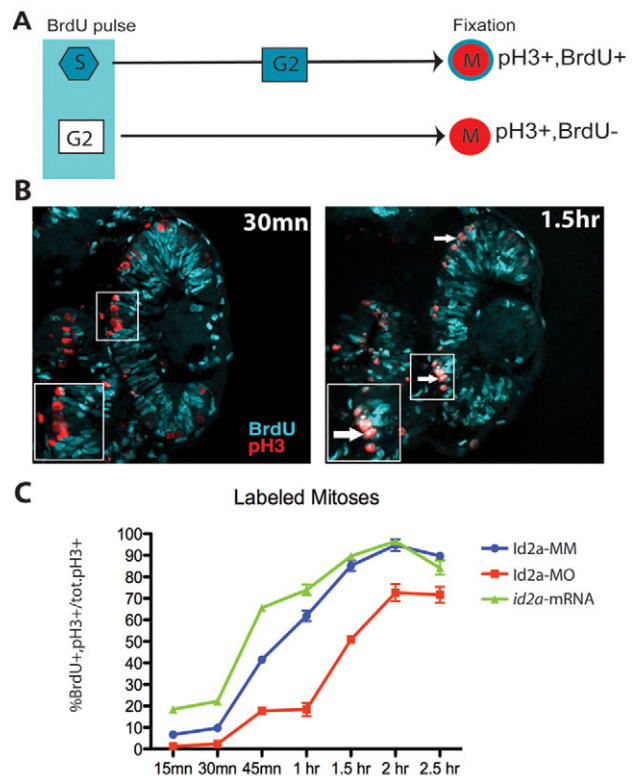 A
BrdU pulse
Fixation
S
G2
M
pH3+,BrdU+
G2
M
pH3+,BrdU-
B
30mn
1.5hr
BrdU
pH3
C
Labeled Mitoses
%BrdU+,pH3+/tot.pH3+
100
90
80
70
60
50
40
30
20
10
0
15mn 30mn 45mn 1 hr 1.5 hr 2 hr 2.5 hr
Id2a-MM
Id2a-MO
id2a-mRNA